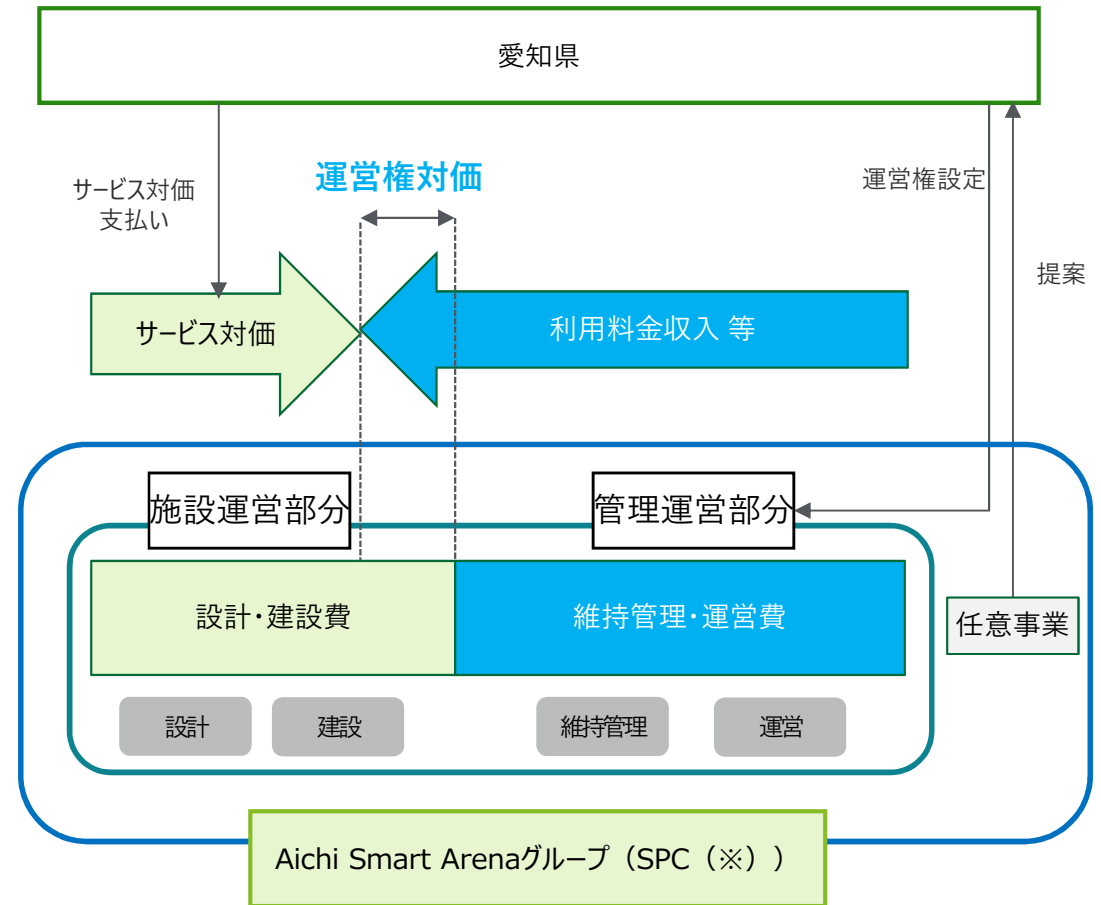 愛知県
運営権対価
サービス対価
支払い
運営権設定
提案
サービス対価
利用料金収入 等
施設運営部分
管理運営部分
設計・建設費
維持管理・運営費
任意事業
設計
建設
維持管理
運営
Aichi Smart Arenaグループ（SPC（※））